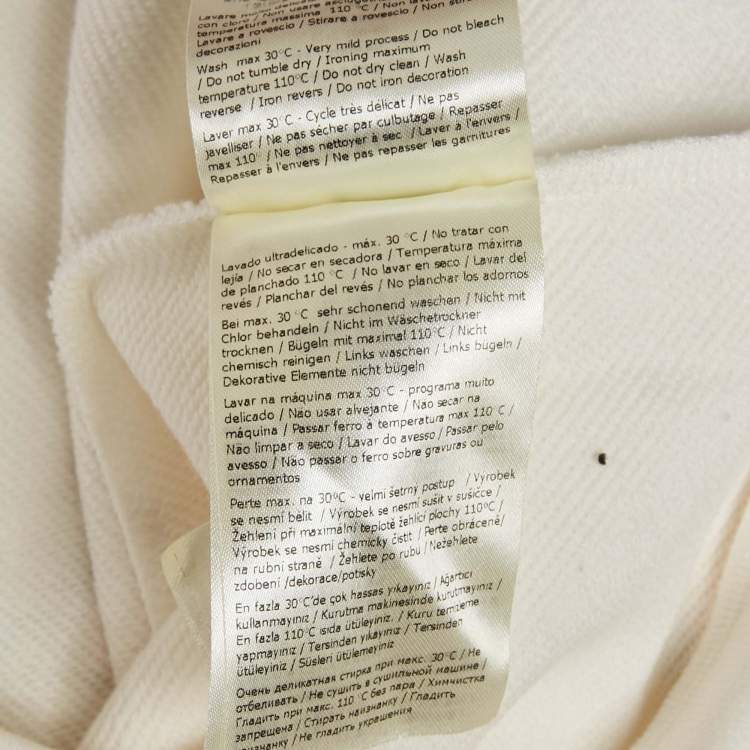 con cloro / Non usare
temperatura massima 110 °C / Non
Lavare a rovescio / Stirare a rovescio / Non
decorazioni
Wash max 30°C - Very mild process / Do not bleach
/ Do not tumble dry / Ironing maximum
temperature 110°C / Do not dry clean / Wash
reverse / Iron revers / Do not iron decoration
Laver max 30°C - Cycle très délicat / Ne pas
javelliser / Ne pas sécher par culbutage / Repasser
max 110° / Ne pas nettoyer à sec / Laver à l'envers /
Repasser à l'envers / Ne pas repasser les garnitures
Lavado ultradelicado - máx. 30 °C / No tratar con
lejía / No secar en secadora / Temperatura máxima
de planchado 110 °C / No lavar en seco / Lavar del
revés / Planchar del revés / No planchar los adornos
Bei max. 30 °C sehr schonend waschen / Nicht mit
Chlor behandeln / Nicht im Wäschetrockner
trocknen / Bügeln mit maximal 110°C / Nicht
chemisch reinigen / Links waschen / Links bügeln /
Dekorative Elemente nicht bügeln
Lavar na máquina max 30°C - programa muito
delicado / Não usar alvejante / Não secar na
máquina / Passar ferro à temperatura max 110°C /
Não limpar a seco / Lavar do avesso / Passar pelo
avesso / Não passar o ferro sobre gravuras ou
ornamentos
Perte max. na 30°C - velmi šetrný postup / Výrobek
se nesmí bělit / Výrobek se nesmí sušit v sušičce /
Žehlení při maximální teplotě žehlící plochy 110°C /
Výrobek se nesmí chemicky čistit / Perte obráceně/
na rubní straně / Žehlete po rubu / Nežehlete
zdobení /dekorace/potisky
En fazla 30°C'de çok hassas yıkayınız / Ağartıcı
kullanmayınız / Kurutma makinesinde kurutmayınız /
En fazla 110°C ısıda ütüleyiniz. / Kuru temizleme
yapmayınız / Tersinden yıkayınız / Tersinden
ütüleyiniz / Süsleri ütülemeyiniz
Очень деликатная стирка при макс. 30°C / Не
отбеливать / Не сушить в сушильной машине /
Гладить при макс. 110 °C без пара / Химчистка
запрещена / Стирать наизнанку / Гладить
наизнанку / Не гладить украшения